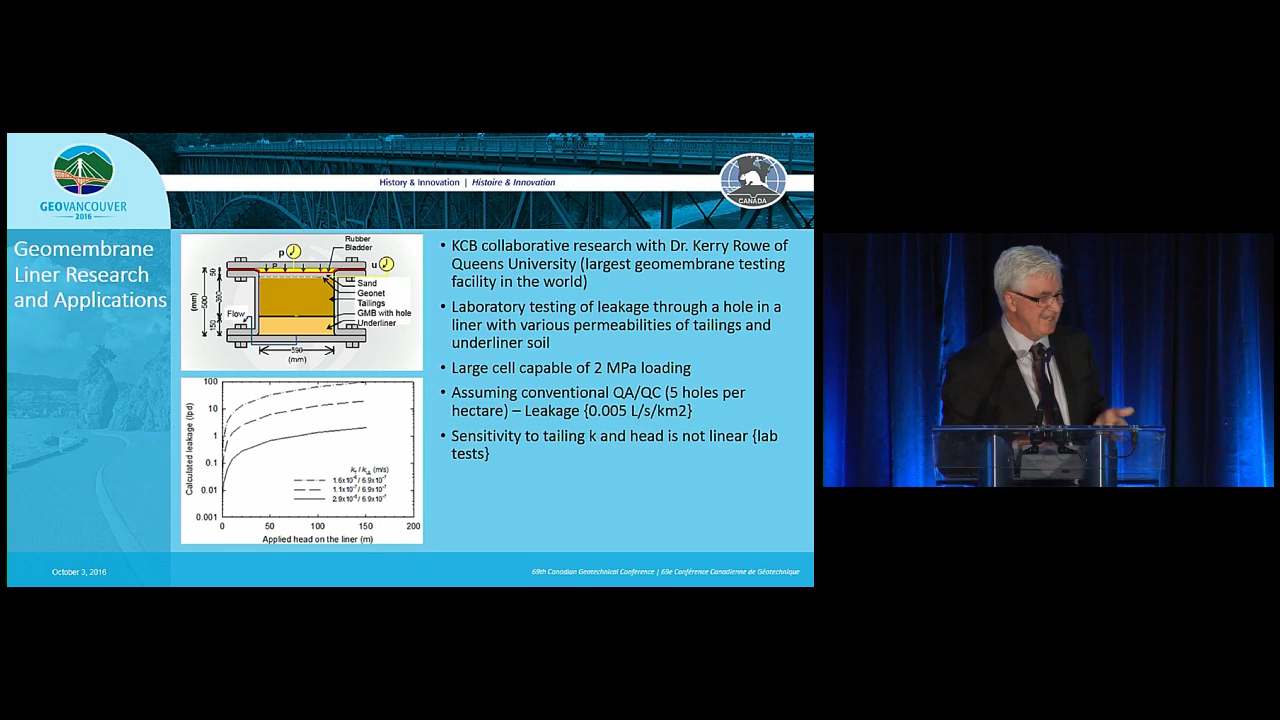 History & Innovation | Histoire & Innovation
GEOVANCOUVER
2016
CANADA
Geomembrane
Liner Research
and Applications
Rubber
Bladder
p
u
P
Sand
Geonet
Tailings
GMB with hole
Underliner
Flow
(mm)
500
50
300
150
590
(mm)
• KCB collaborative research with Dr. Kerry Rowe of
Queens University (largest geomembrane testing
facility in the world)
• Laboratory testing of leakage through a hole in a
liner with various permeabilities of tailings and
underliner soil
• Large cell capable of 2 MPa loading
• Assuming conventional QA/QC (5 holes per
hectare) – Leakage {0.005 L/s/km2}
• Sensitivity to tailing k and head is not linear {lab
tests}
Calculated leakage (lpd)
100
10
1
0.1
0.01
0.001
0 50 100 150 200
Applied head on the liner (m)
(m/s)
October 3, 2016
69th Canadian Geotechnical Conference | 69e Conférence Canadienne de Géotechnique